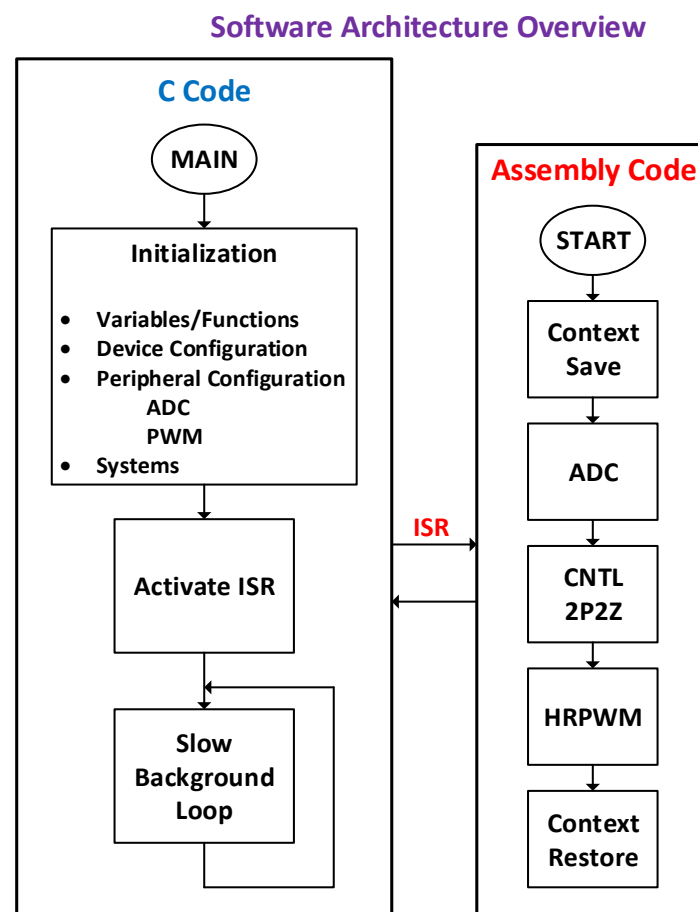 Software Architecture Overview
C Code
MAIN
Initialization
• Variables/Functions
• Device Configuration
• Peripheral Configuration
ADC
PWM
• Systems
Activate ISR
Slow
Background
Loop
ISR
Assembly Code
START
Context
Save
ADC
CNTL
2P2Z
HRPWM
Context
Restore